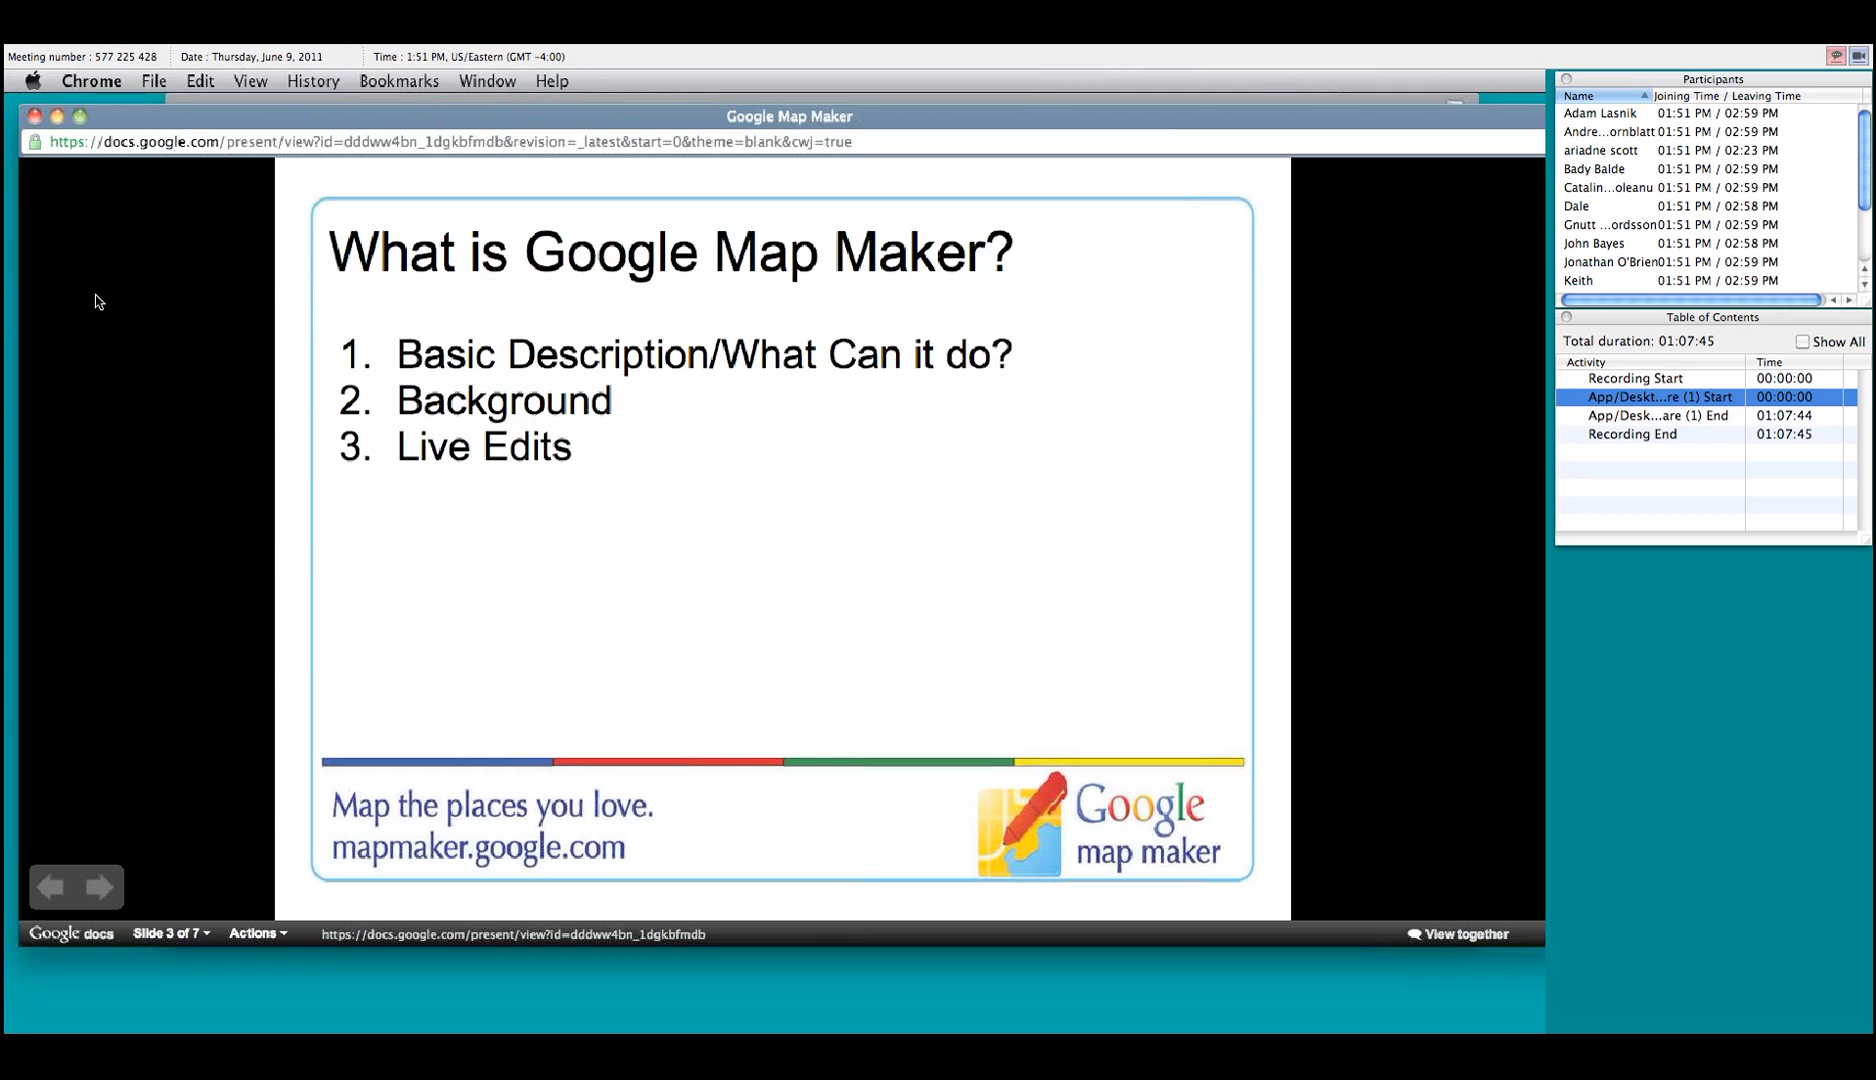 Meeting number : 577 225 428 Date : Thursday, June 9, 2011 Time : 1:51 PM, US/Eastern (GMT -4:00)
Chrome File Edit View History Bookmarks Window Help
Google Map Maker
https://docs.google.com/present/view?id=dddww4bn_1dgkbfmdb&revision=_latest&start=0&theme=blank&cwj=true
What is Google Map Maker?
1. Basic Description/What Can it do?
2. Background
3. Live Edits
Map the places you love.
mapmaker.google.com
Google
map maker
Google docs Slide 3 of 7 Actions https://docs.google.com/present/view?id=dddww4bn_1dgkbfmdb View together
Participants
Name Joining Time / Leaving Time
Adam Lasnik 01:51 PM / 02:59 PM
Andre...ornblatt 01:51 PM / 02:59 PM
ariadne scott 01:51 PM / 02:23 PM
Bady Balde 01:51 PM / 02:59 PM
Catalin...oleanu 01:51 PM / 02:59 PM
Dale 01:51 PM / 02:58 PM
Gnutt ...ordsson 01:51 PM / 02:59 PM
John Bayes 01:51 PM / 02:58 PM
Jonathan O'Brien 01:51 PM / 02:59 PM
Keith 01:51 PM / 02:59 PM
Table of Contents
Total duration: 01:07:45 Show All
Activity Time
Recording Start 00:00:00
App/Deskt...re (1) Start 00:00:00
App/Desk...are (1) End 01:07:44
Recording End 01:07:45